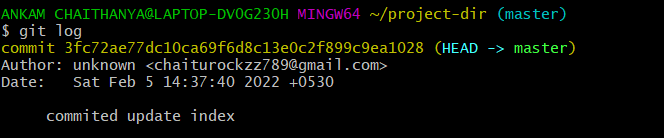 ANKAM CHAITHANYA@LAPTOP-DV0G230H MINGW64 ~/project-dir (master)
$ git log
commit 3fc72ae77dc10ca69f6d8c13e0c2f899c9ea1028 (HEAD -> master)
Author: unknown <chaiturockzz789@gmail.com>
Date:   Sat Feb 5 14:37:40 2022 +0530
    commited update index